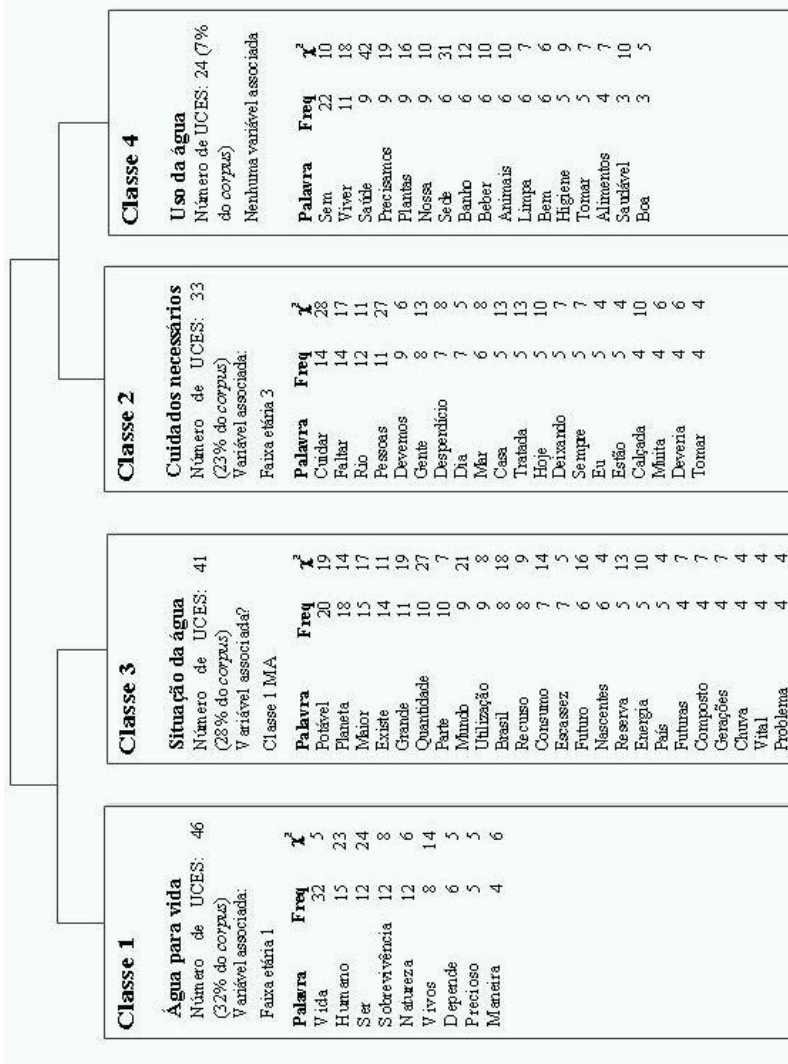 Classe 1
Água para vida
Número de UCES: 46
(32% do corpus)
Variável associada:
Faixa etária 1
Palavra Freq χ²
Vida 32 5
Humano 15 23
Ser 12 24
Sobrevivência 12 8
Natureza 12 6
Vivos 8 14
Depende 6 5
Precioso 5 5
Maneira 4 6
Classe 3
Situação da água
Número de UCES: 41
(28% do corpus)
Variável associada?
Classe 1 MA
Palavra Freq χ²
Potável 20 19
Planeta 18 14
Maior 15 17
Existe 14 11
Grande 11 19
Quantidade 10 27
Parte 10 7
Mundo 9 21
Utilização 9 8
Brasil 8 18
Recurso 8 9
Consumo 7 14
Escassez 7 5
Futuro 6 16
Nascentes 6 4
Reserva 5 13
Energia 5 10
País 5 4
Futuras 4 7
Composto 4 7
Gerações 4 7
Chuva 4 4
Vital 4 4
Problema 4 4
Classe 2
Cuidados necessários
Número de UCES: 33
(23% do corpus)
Variável associada:
Faixa etária 3
Palavra Freq χ²
Cuidar 14 28
Faltar 14 17
Rio 12 11
Pessoas 11 27
Devemos 9 6
Gente 8 13
Desperdício 7 8
Dia 7 5
Mar 6 8
Casa 5 13
Tratada 5 13
Hoje 5 10
Deixando 5 7
Sempre 5 7
Eu 5 4
Estão 5 4
Calçada 4 10
Muita 4 6
Deveria 4 6
Tomar 4 4
Classe 4
Uso da água
Número de UCES: 24 (7%
do corpus)
Nenhuma variável associada
Palavra Freq χ²
Sem 22 10
Viver 11 18
Saúde 9 42
Precisamos 9 19
Plantas 9 16
Nossa 9 10
Sede 6 31
Banho 6 12
Beber 6 10
Animais 6 10
Limpa 6 7
Bem 6 6
Higiene 5 9
Tomar 5 7
Alimentos 4 7
Saudável 3 10
Boa 3 5